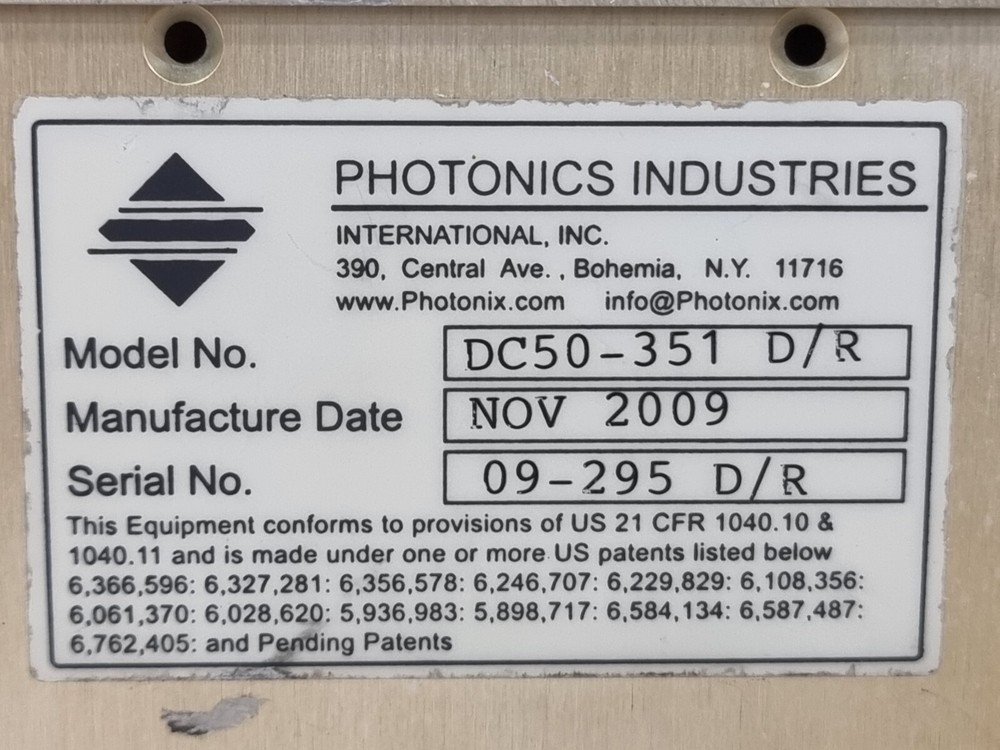 PHOTONICS INDUSTRIES
INTERNATIONAL, INC.
390, Central Ave. , Bohemia, N.Y. 11716
www.Photonix.com info@Photonix.com
Model No. DC50-351 D/R
Manufacture Date NOV 2009
Serial No. 09-295 D/R
This Equipment conforms to provisions of US 21 CFR 1040.10 &
1040.11 and is made under one or more US patents listed below
6,366,596: 6,327,281: 6,356,578: 6,246,707: 6,229,829: 6,108,356:
6,061,370: 6,028,620: 5,936,983: 5,898,717: 6,584,134: 6,587,487:
6,762,405: and Pending Patents